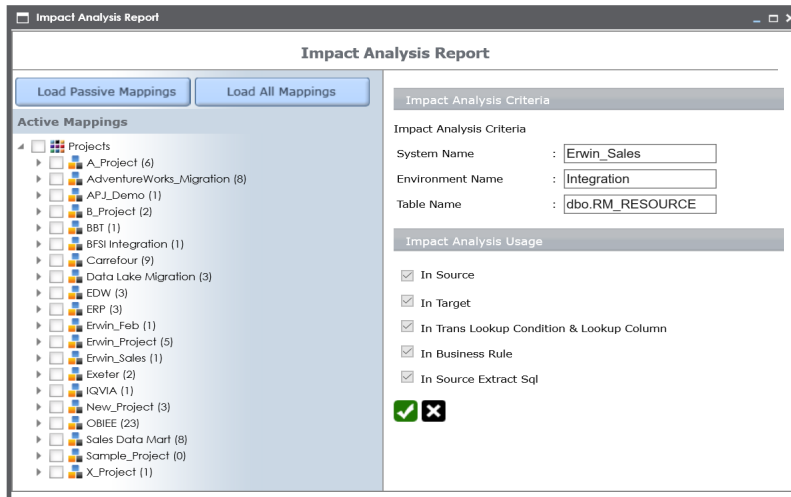 Impact Analysis Report
Impact Analysis Report
Load Passive Mappings
Load All Mappings
Active Mappings
Projects
A_Project (6)
AdventureWorks_Migration (8)
APJ_Demo (1)
B_Project (2)
BBT (1)
BFSI Integration (1)
Carrefour (9)
Data Lake Migration (3)
EDW (3)
ERP (3)
Erwin_Feb (1)
Erwin_Project (5)
Erwin_Sales (1)
Exeter (2)
IQVIA (1)
New_Project (3)
OBIEE (23)
Sales Data Mart (8)
Sample_Project (0)
X_Project (1)
Impact Analysis Criteria
Impact Analysis Criteria
System Name : Erwin_Sales
Environment Name : Integration
Table Name : dbo.RM_RESOURCE
Impact Analysis Usage
In Source
In Target
In Trans Lookup Condition & Lookup Column
In Business Rule
In Source Extract Sql